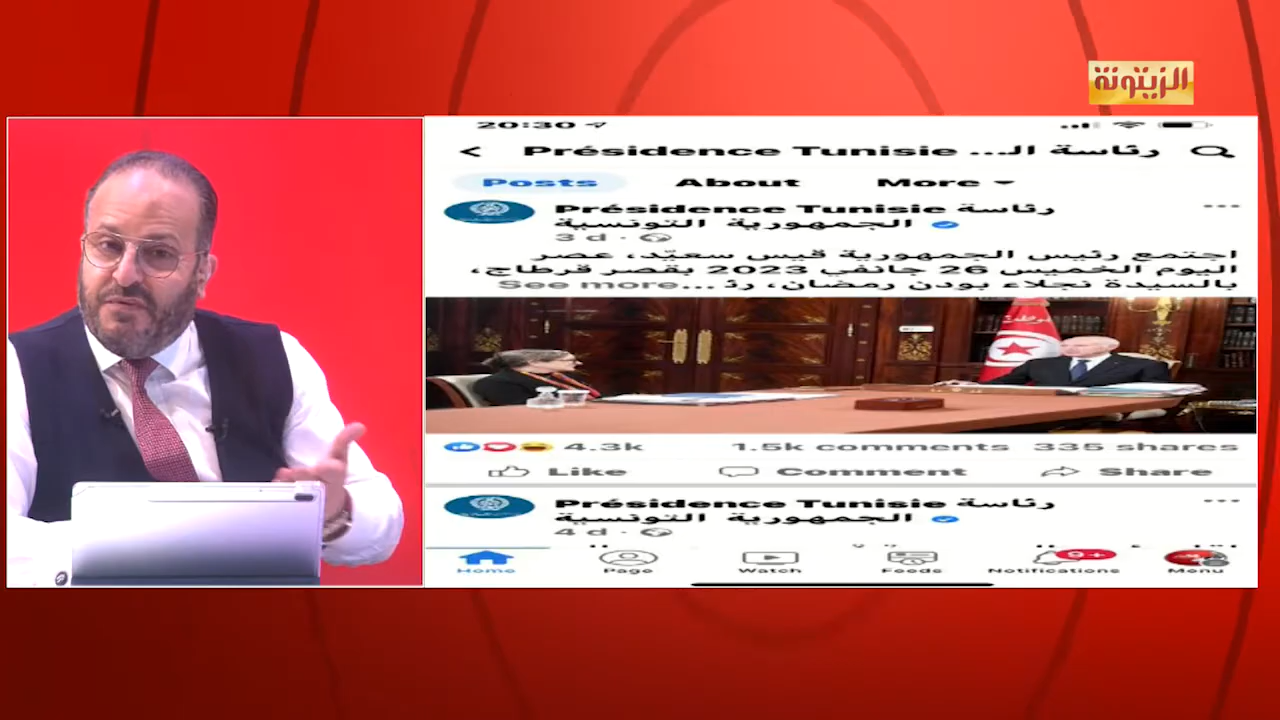 الزيتونة
20:30
Présidence Tunisie ... رئاسة الـ
Posts About More
Présidence Tunisie رئاسة
الجمهورية التونسية
3 d ·
اجتمع رئيس الجمهورية قيس سعيّد، عصر
اليوم الخميس 26 جانفي 2023 بقصر قرطاج،
بالسيدة نجلاء بودن رمضان، رئـ ... See more
4.3k 1.5k comments 335 shares
Like Comment Share
Présidence Tunisie رئاسة
الجمهورية التونسية
4 d ·
9+
Home Page Watch Feeds Notifications Menu